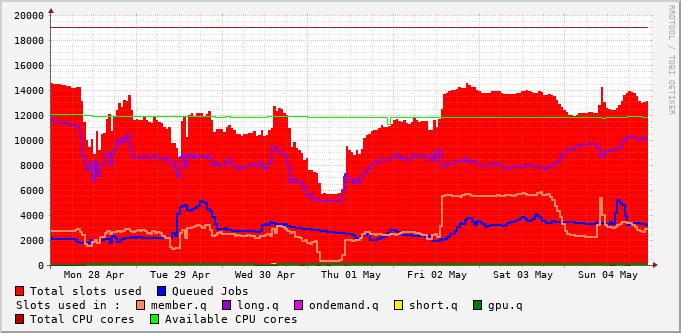 20000
18000
16000
14000
12000
10000
8000
6000
4000
2000
0
Mon 28 Apr Tue 29 Apr Wed 30 Apr Thu 01 May Fri 02 May Sat 03 May Sun 04 May
Total slots used Queued Jobs
Slots used in : member.q long.q ondemand.q short.q gpu.q
Total CPU cores Available CPU cores
RRDTOOL / TOBI OETIKER